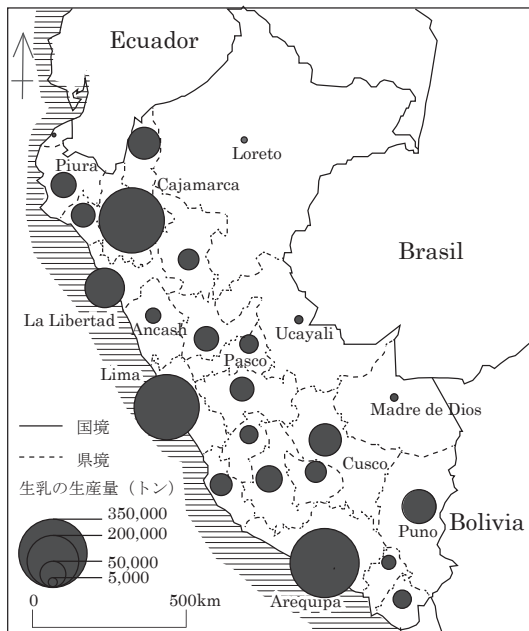 Ecuador
Loreto
Piura
Cajamarca
Brasil
La Libertad
Ancash
Ucayali
Pasco
Lima
Madre de Dios
国境
県境
Cusco
生乳の生産量（トン）
350,000
200,000
50,000
5,000
Puno
Bolivia
Arequipa
0
500km